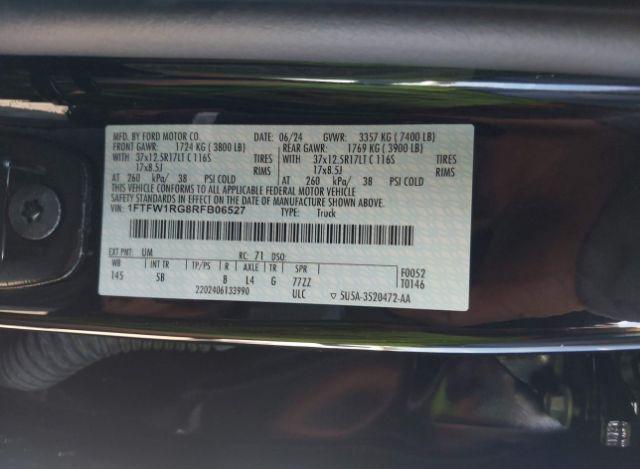 MFD. BY FORD MOTOR CO. DATE: 06/24 GVWR: 3357 KG ( 7400 LB)
FRONT GAWR: 1724 KG ( 3800 LB) REAR GAWR: 1769 KG ( 3900 LB)
WITH 37x12.5R17LT C 116S TIRES WITH 37x12.5R17LT C 116S TIRES
17x8.5J RIMS 17x8.5J RIMS
AT 260 kPa/ 38 PSI COLD AT 260 kPa/ 38 PSI COLD
THIS VEHICLE CONFORMS TO ALL APPLICABLE FEDERAL MOTOR VEHICLE
SAFETY STANDARDS IN EFFECT ON THE DATE OF MANUFACTURE SHOWN ABOVE.
VIN: 1FTFW1RG8RFB06527 TYPE: Truck
EXT PNT: UM RC: 71 DSO:
WB INT TR TP/PS R AXLE TR SPR F0052
145 5B B L4 G 77ZZ T0146
2202406133990 ULC ▽ 5U5A-3520472-AA